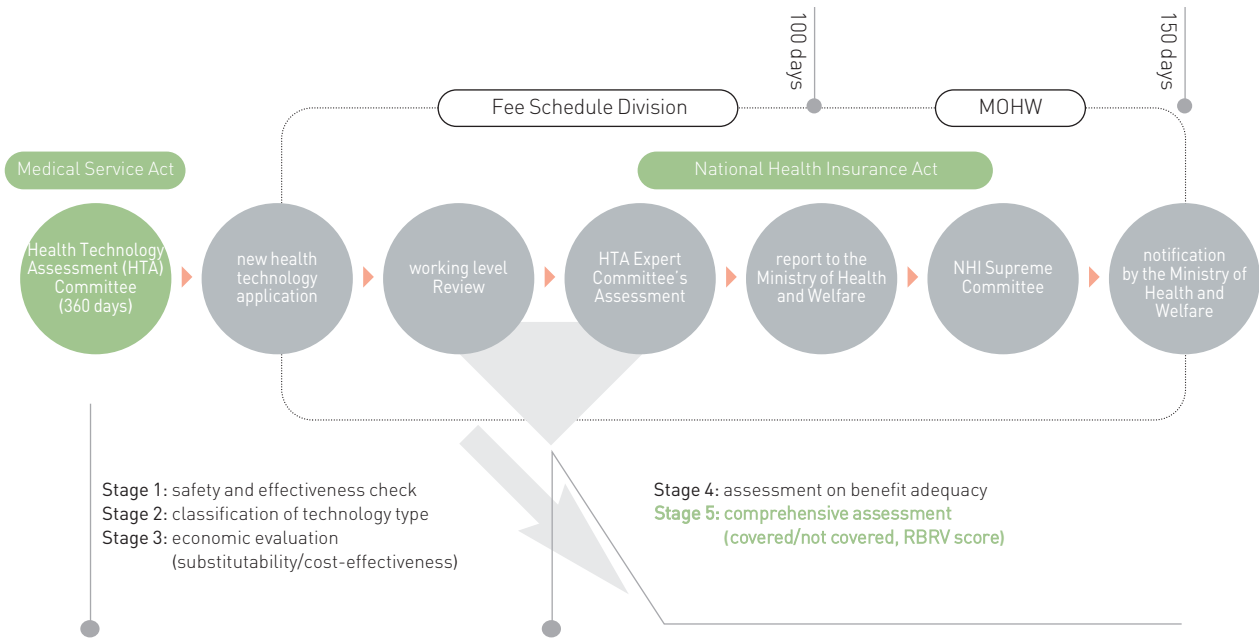 100 days
150 days
Fee Schedule Division
MOHW
Medical Service Act
National Health Insurance Act
Health Technology
Assessment (HTA)
Committee
(360 days)
new health
technology
application
working level
Review
HTA Expert
Committee's
Assessment
report to the
Ministry of Health
and Welfare
NHI Supreme
Committee
notification
by the Ministry of
Health and
Welfare
Stage 1: safety and effectiveness check
Stage 2: classification of technology type
Stage 3: economic evaluation
(substitutability/cost-effectiveness)
Stage 4: assessment on benefit adequacy
Stage 5: comprehensive assessment
(covered/not covered, RBRV score)